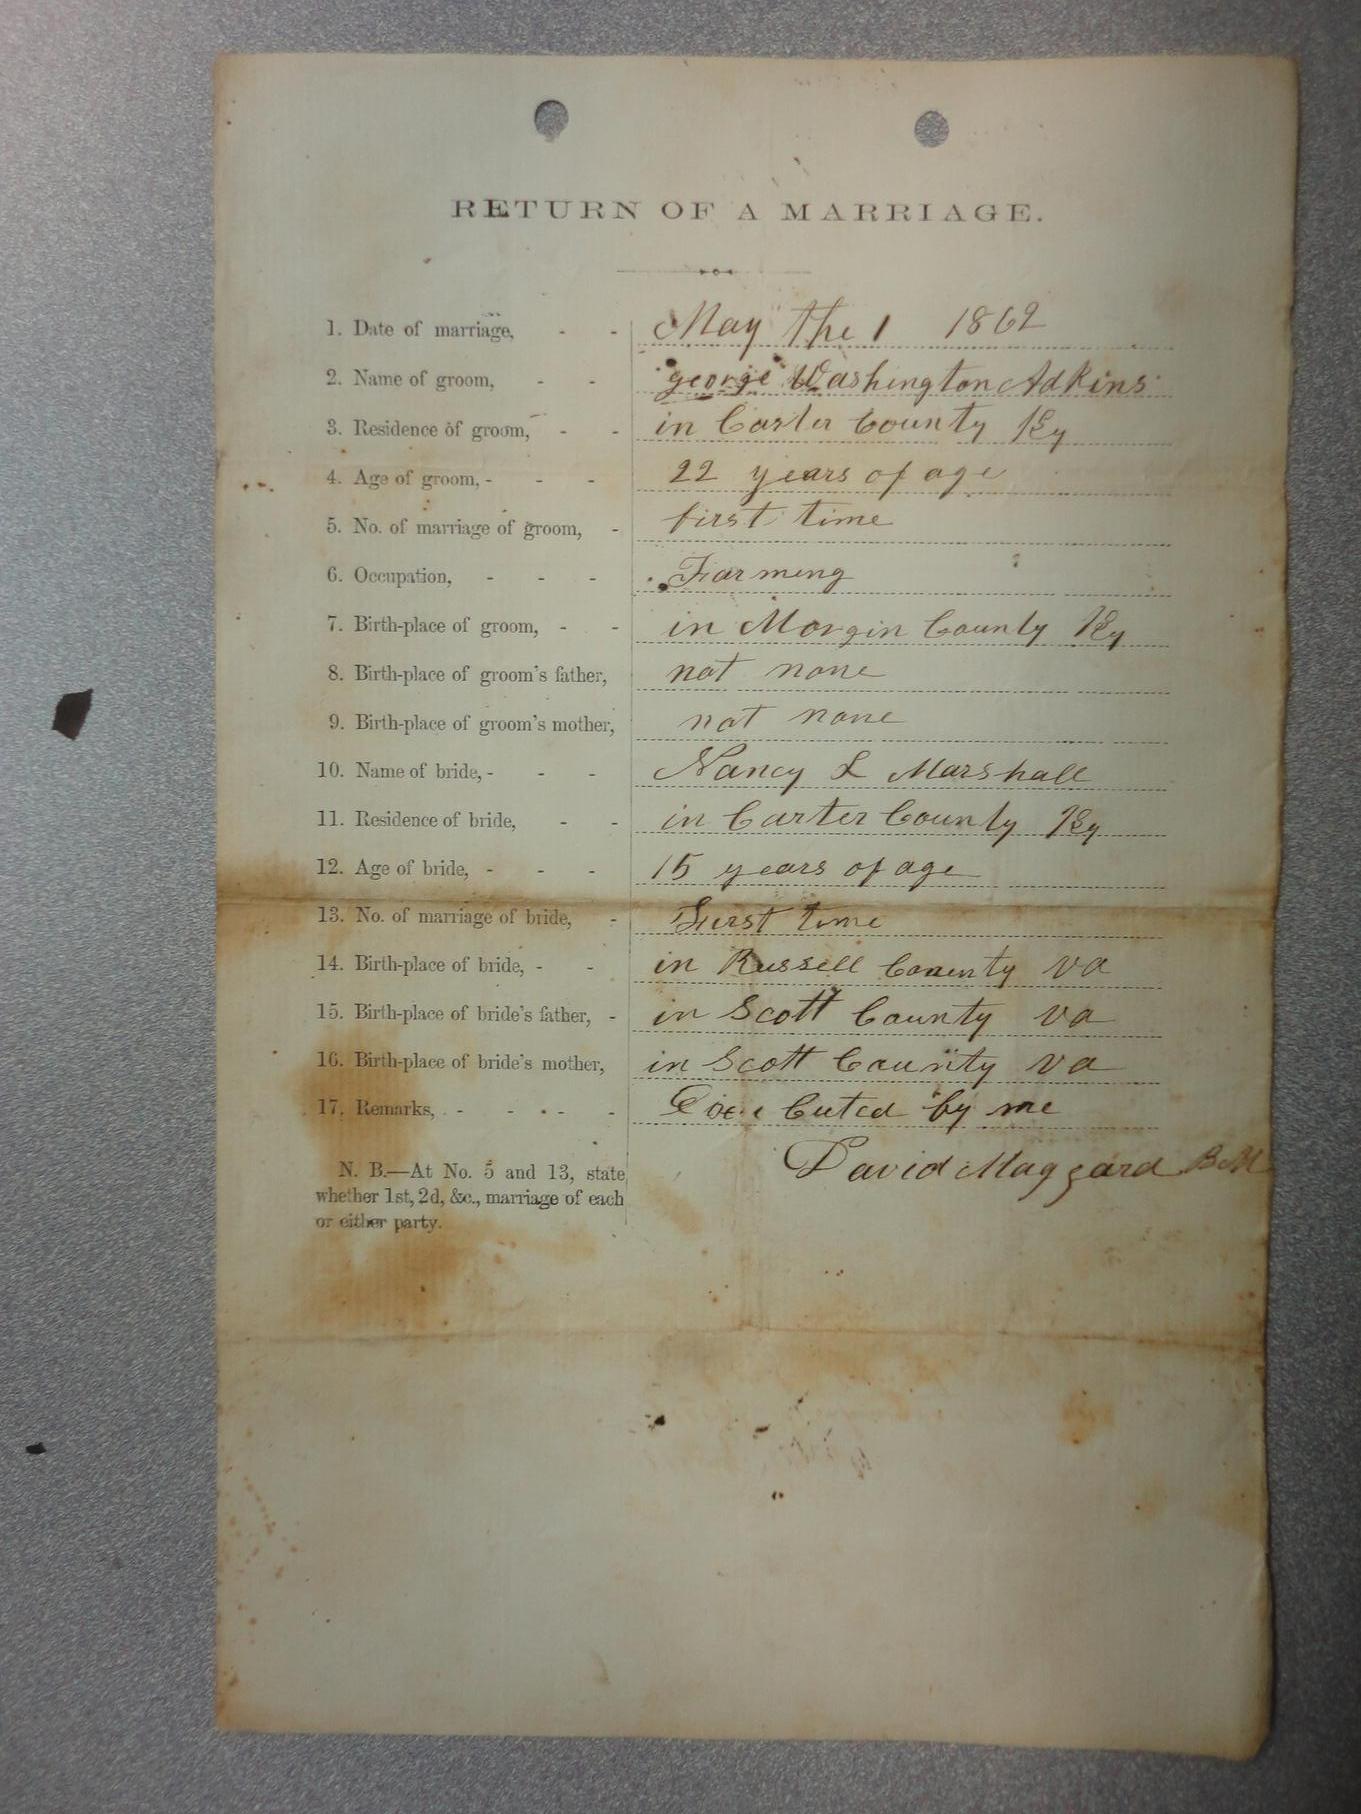 RETURN OF A MARRIAGE.
1. Date of marriage, - - May the 1 1862
2. Name of groom, - - george Washington Adkins
3. Residence of groom, - - in Carter County Ky
4. Age of groom, - - - 22 years of age
5. No. of marriage of groom, - first time
6. Occupation, - - - Farming
7. Birth-place of groom, - - in Morgin County Ky
8. Birth-place of groom's father, not none
9. Birth-place of groom's mother, not none
10. Name of bride, - - - Nancy L Marshall
11. Residence of bride, - - in Carter County Ky
12. Age of bride, - - - 15 years of age
13. No. of marriage of bride, - Furst time
14. Birth-place of bride, - - in Russell County va
15. Birth-place of bride's father, - in Scott County va
16. Birth-place of bride's mother, in Scott County va
17. Remarks, - - - - by me
David Maggard B M
N. B.—At No. 5 and 13, state
whether 1st, 2d, &c., marriage of each
or either party.